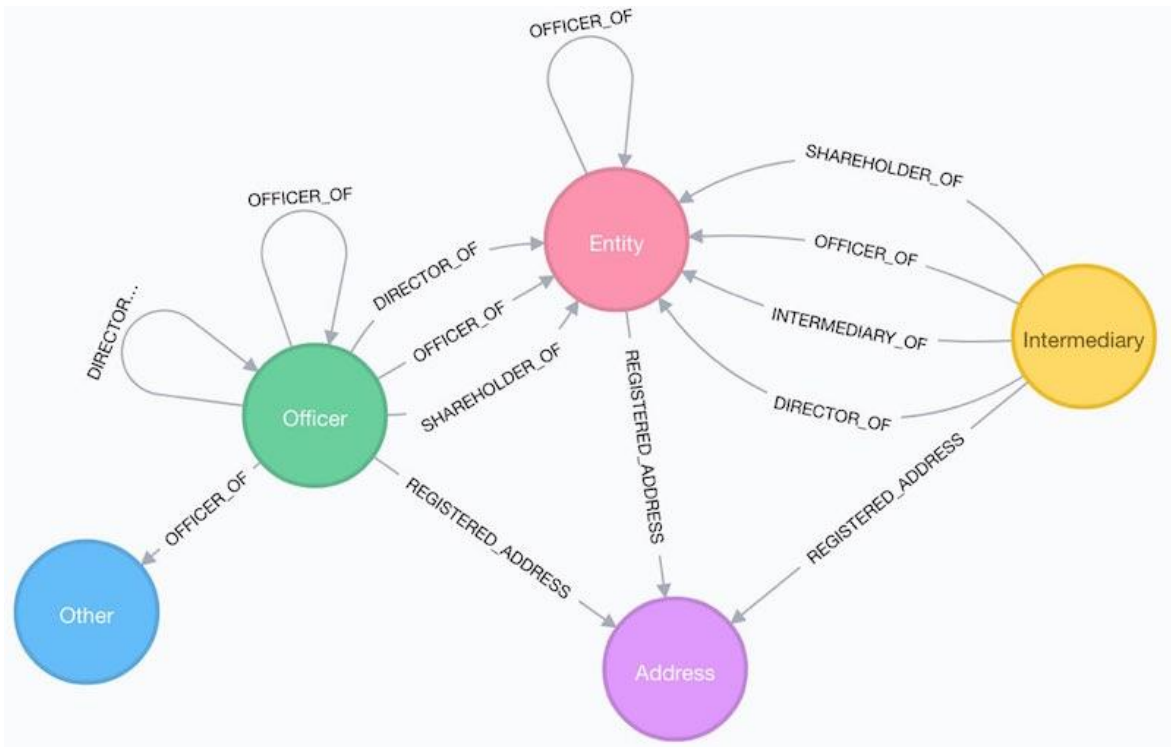 OFFICER_OF
SHAREHOLDER_OF
OFFICER_OF
Entity
OFFICER_OF
DIRECTOR_OF
OFFICER_OF
INTERMEDIARY_OF
Intermediary
DIRECTOR...
SHAREHOLDER_OF
DIRECTOR_OF
Officer
REGISTERED_ADDRESS
REGISTERED_ADDRESS
OFFICER_OF
REGISTERED_ADDRESS
Other
Address